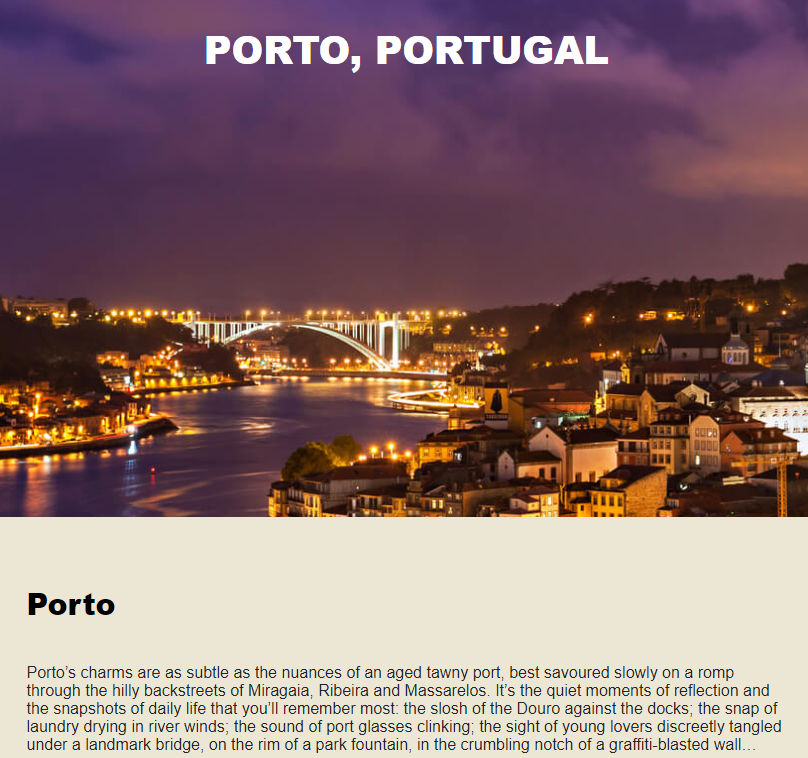 PORTO, PORTUGAL
Porto
Porto’s charms are as subtle as the nuances of an aged tawny port, best savoured slowly on a romp
through the hilly backstreets of Miragaia, Ribeira and Massarelos. It’s the quiet moments of reflection and
the snapshots of daily life that you’ll remember most: the slosh of the Douro against the docks; the snap of
laundry drying in river winds; the sound of port glasses clinking; the sight of young lovers discreetly tangled
under a landmark bridge, on the rim of a park fountain, in the crumbling notch of a graffiti-blasted wall…